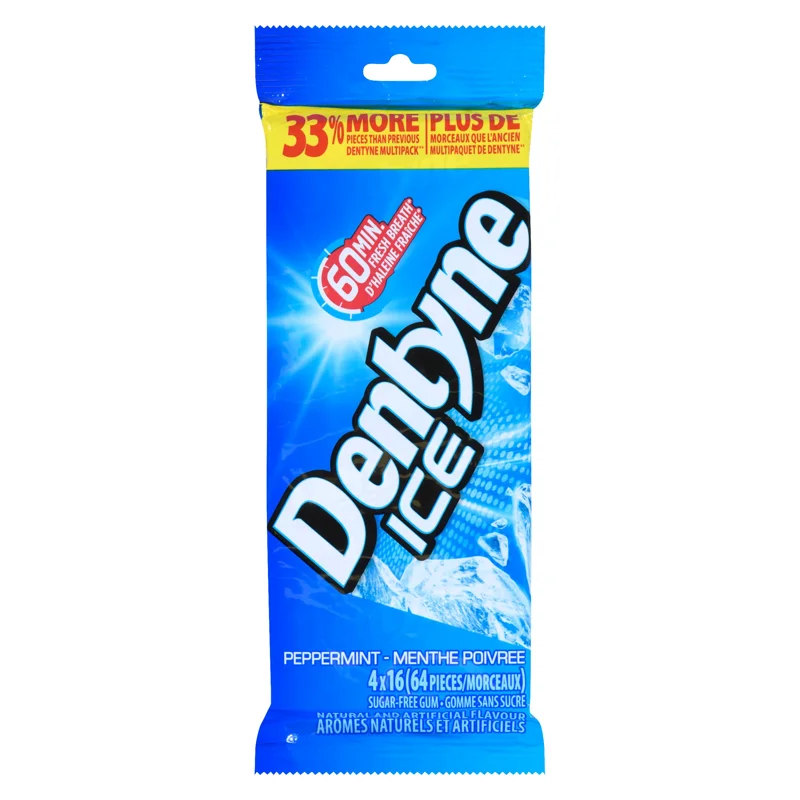 33% MORE
PIECES THAN PREVIOUS
DENTYNE MULTIPACK**
PLUS DE
MORCEAUX QUE L'ANCIEN
MULTIPAQUET DE DENTYNE**
60 MIN.
FRESH BREATH*
D'HALEINE FRAÎCHE*
Dentyne
ICE
PEPPERMINT - MENTHE POIVREE
4 x 16 (64 PIECES/MORCEAUX)
SUGAR-FREE GUM • GOMME SANS SUCRE
NATURAL AND ARTIFICIAL FLAVOUR
ARÔMES NATURELS ET ARTIFICIELS